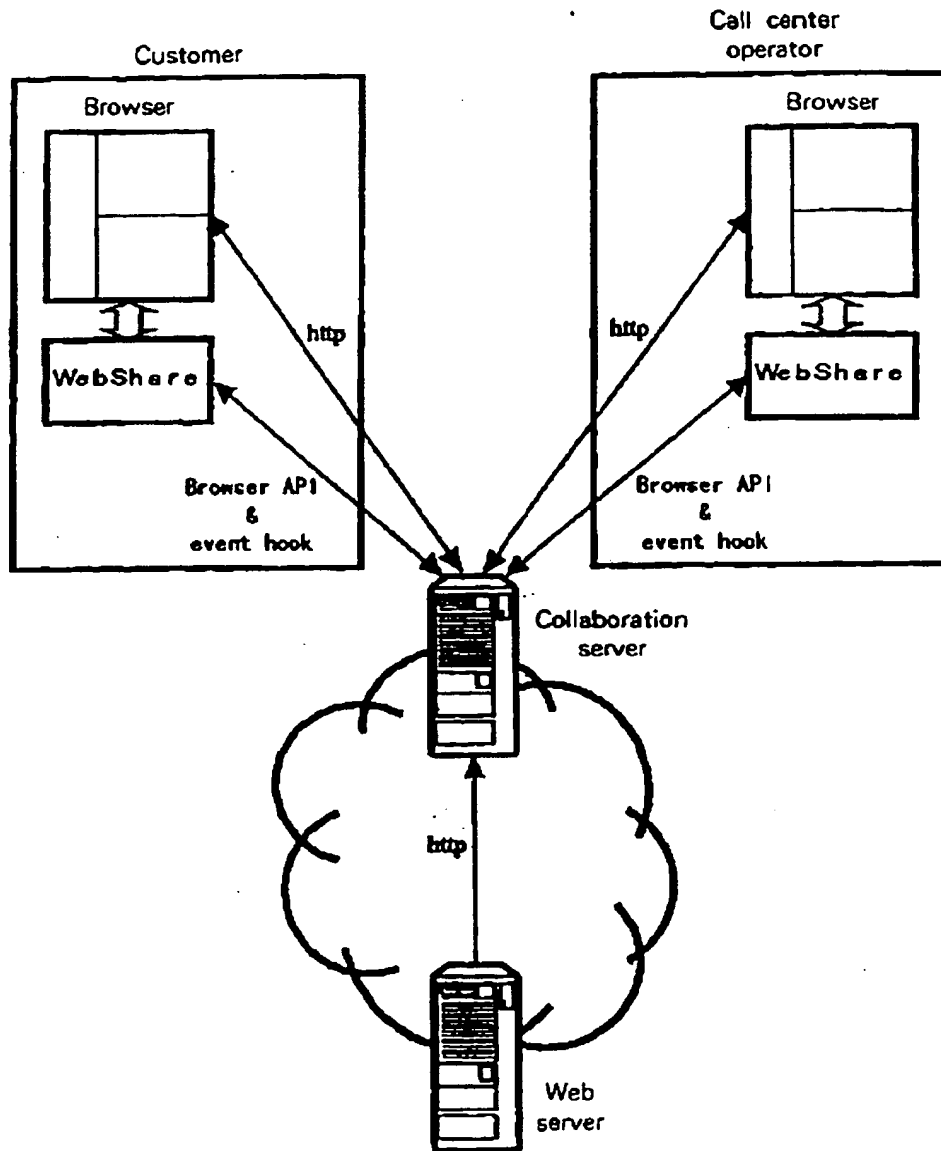 Customer
Call center
operator
Browser
Browser
http
http
WebShare
WebShare
Browser API
&
event hook
Browser API
&
event hook
Collaboration
server
http
Web
server